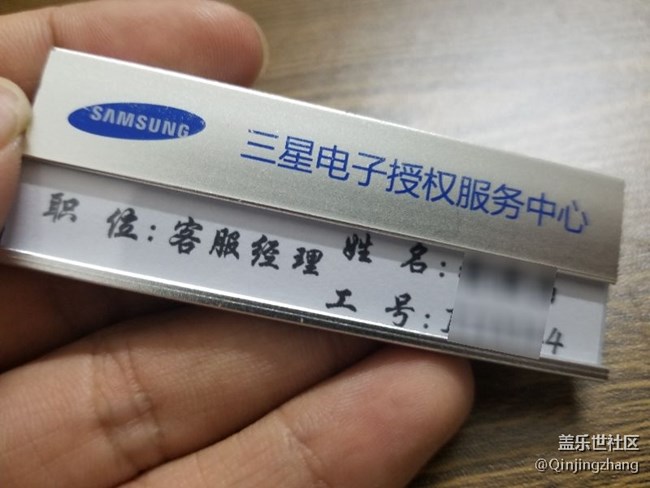 SAMSUNG
三星电子授权服务中心
职 位:客服经理 姓 名:
工 号:
盖乐世社区
@Qinjingzhang